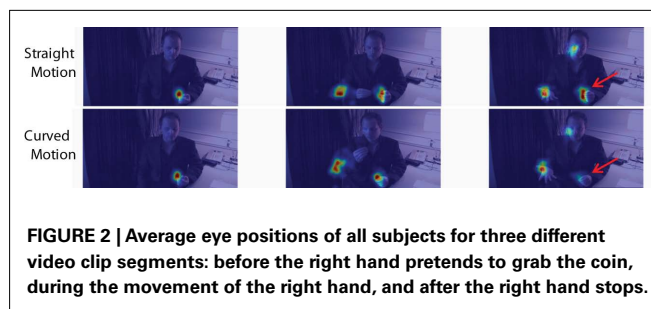 Straight
Motion
Curved
Motion
FIGURE 2 | Average eye positions of all subjects for three different
video clip segments: before the right hand pretends to grab the coin,
during the movement of the right hand, and after the right hand stops.